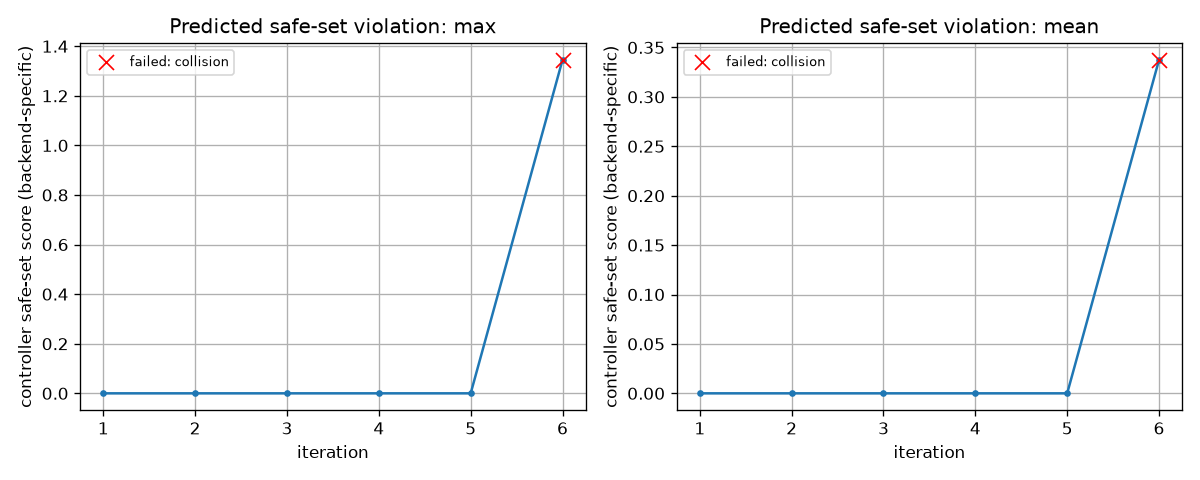 Predicted safe-set violation: max
controller safe-set score (backend-specific)
1.4
1.2
1.0
0.8
0.6
0.4
0.2
0.0
failed: collision
1 2 3 4 5 6
iteration
Predicted safe-set violation: mean
controller safe-set score (backend-specific)
0.35
0.30
0.25
0.20
0.15
0.10
0.05
0.00
failed: collision
1 2 3 4 5 6
iteration